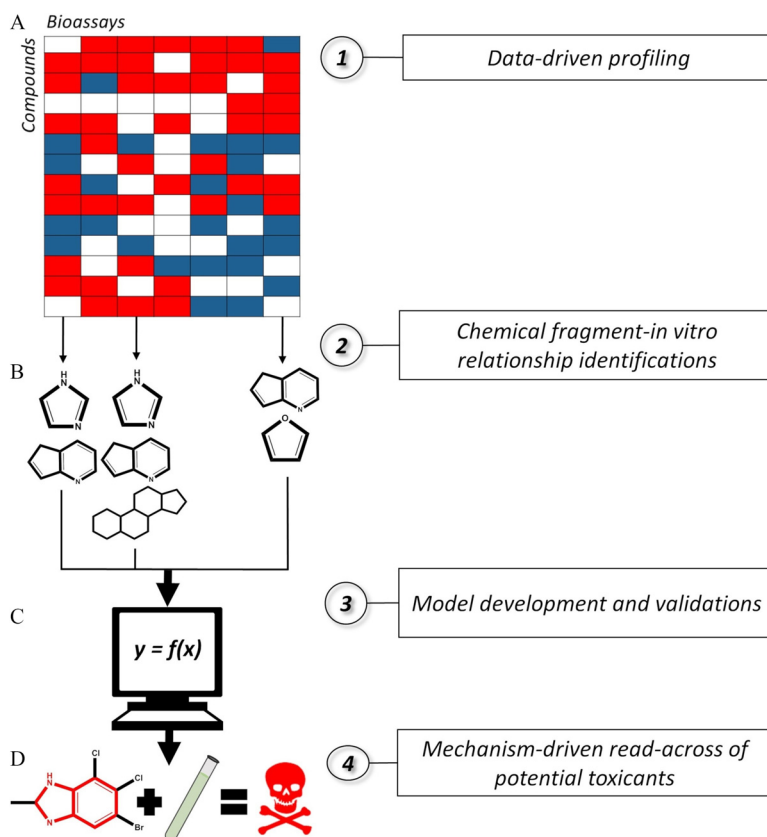 A
Bioassays
Compounds
1
Data-driven profiling
2
Chemical fragment-in vitro
relationship identifications
B
H
N
N
H
N
N
N
O
N
N
3
Model development and validations
C
y = f(x)
4
Mechanism-driven read-across of
potential toxicants
D
Cl
H
N
Cl
N
Br